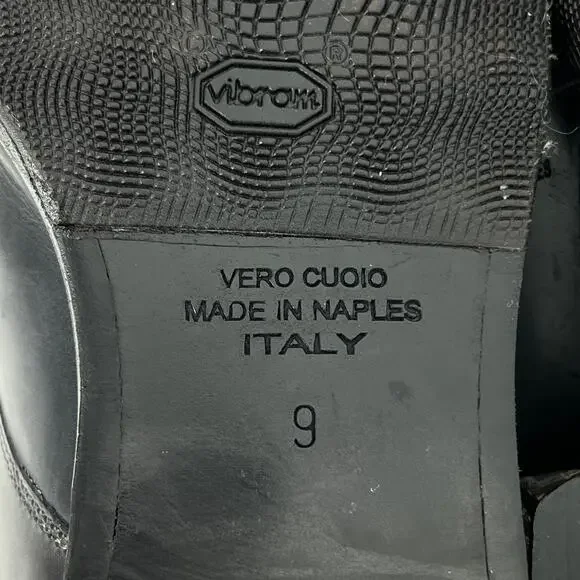 vibram
®
VERO CUOIO
MADE IN NAPLES
ITALY
9